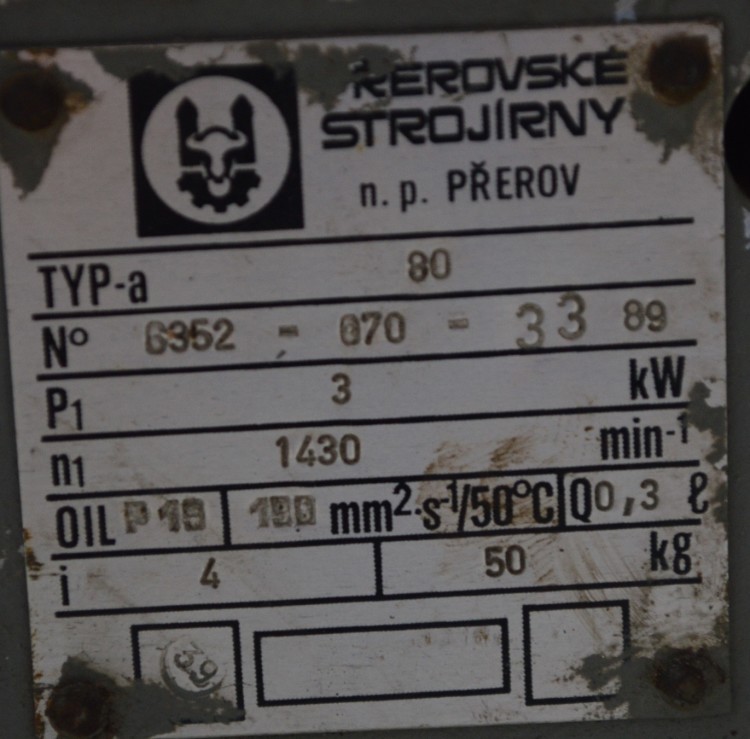 STROJÍRNY
n. p. PŘEROV
TYP-a 80
Nº 6352 - 070 - 33 89
P1 3 kW
n1 1430 min-1
OIL mm2·s-1/50°C Q0,3 ℓ
i 4 50 kg
39